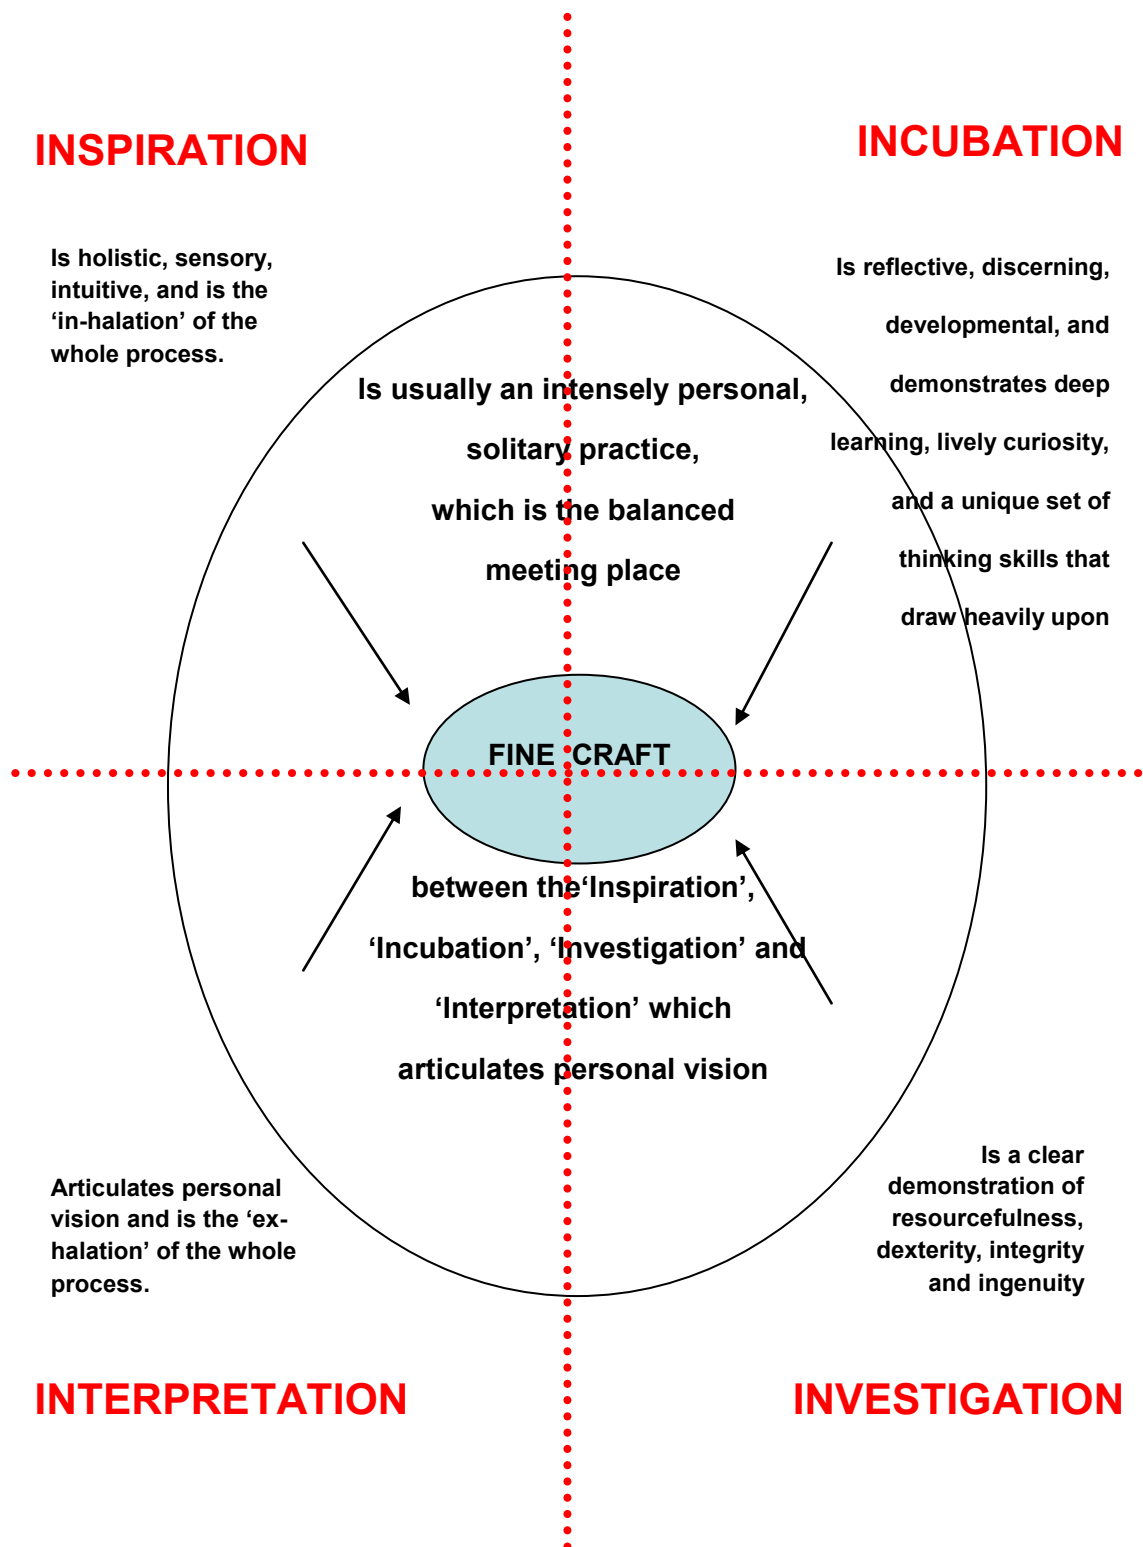 INSPIRATION
INCUBATION
Is holistic, sensory,
intuitive, and is the
‘in-halation’ of the
whole process.
Is reflective, discerning,
developmental, and
demonstrates deep
learning, lively curiosity,
and a unique set of
thinking skills that
draw heavily upon
Is usually an intensely personal,
solitary practice,
which is the balanced
meeting place
FINE CRAFT
between the‘Inspiration’,
‘Incubation’, ‘Investigation’ and
‘Interpretation’ which
articulates personal vision
Articulates personal
vision and is the ‘ex-
halation’ of the whole
process.
Is a clear
demonstration of
resourcefulness,
dexterity, integrity
and ingenuity
INTERPRETATION
INVESTIGATION